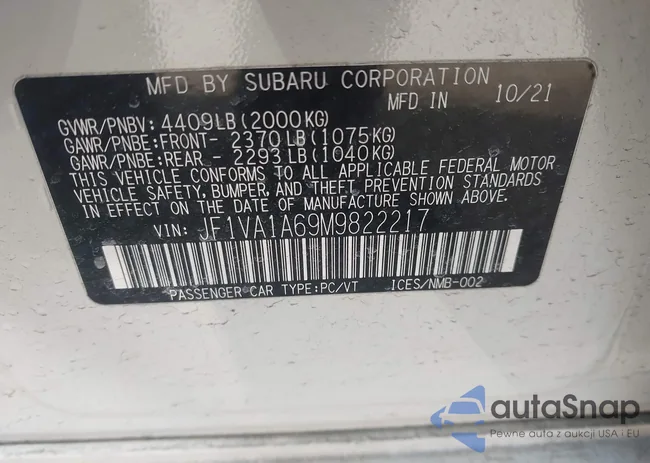 MFD BY SUBARU CORPORATION
MFD IN 10/21
GVWR/PNBV: 4409LB(2000KG)
GAWR/PNBE:FRONT- 2370LB(1075KG)
GAWR/PNBE:REAR - 2293LB(1040KG)
THIS VEHICLE CONFORMS TO ALL APPLICABLE FEDERAL MOTOR
VEHICLE SAFETY, BUMPER, AND THEFT PREVENTION STANDARDS
IN EFFECT ON THE DATE OF MANUFACTURE SHOWN ABOVE.
VIN: JF1VA1A69M9822217
PASSENGER CAR TYPE:PC/VT ICES/NMB-002
autoSnap
Pewne auta z aukcji USA i EU